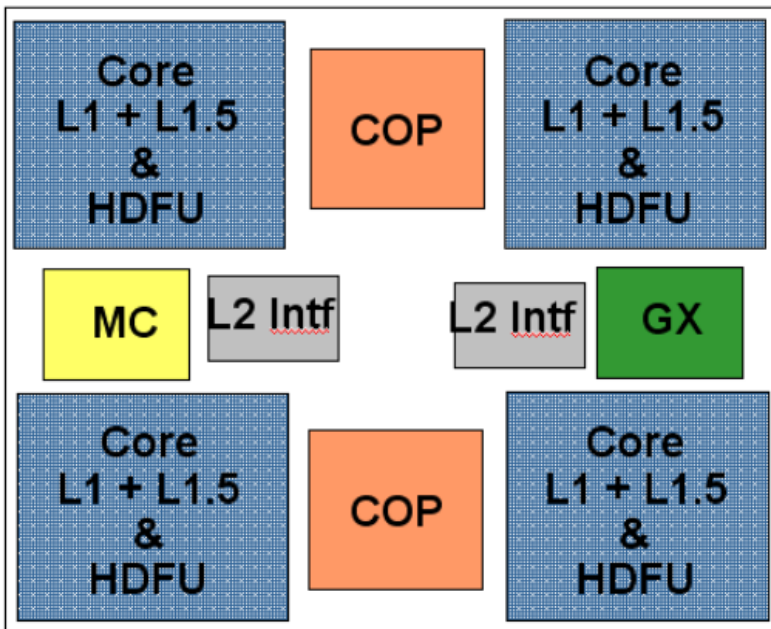 Core
L1 + L1.5
&
HDFU
COP
Core
L1 + L1.5
&
HDFU
MC
L2 Intf
L2 Intf
GX
Core
L1 + L1.5
&
HDFU
COP
Core
L1 + L1.5
&
HDFU